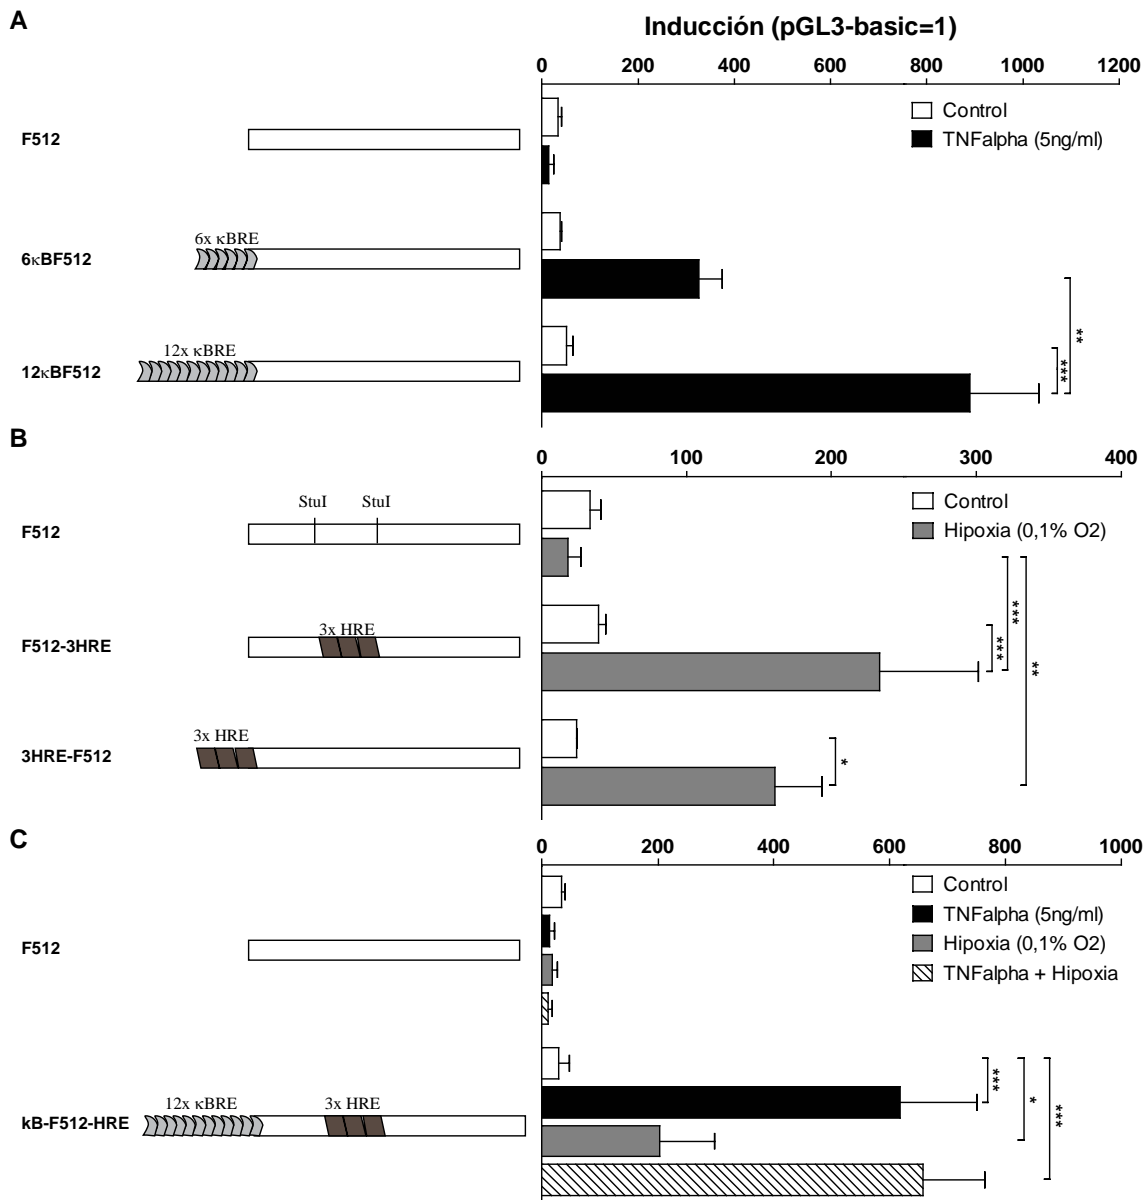 A
Inducción (pGL3-basic=1)
0 200 400 600 800 1000 1200
Control
TNFalpha (5ng/ml)
F512
6x κBRE
6κBF512
12x κBRE
12κBF512
**
***
B
0 100 200 300 400
Control
Hipoxia (0,1% O2)
StuI StuI
F512
3x HRE
F512-3HRE
3x HRE
3HRE-F512
***
***
**
*
C
0 200 400 600 800 1000
Control
TNFalpha (5ng/ml)
Hipoxia (0,1% O2)
TNFalpha + Hipoxia
F512
12x κBRE 3x HRE
kB-F512-HRE
***
*
***